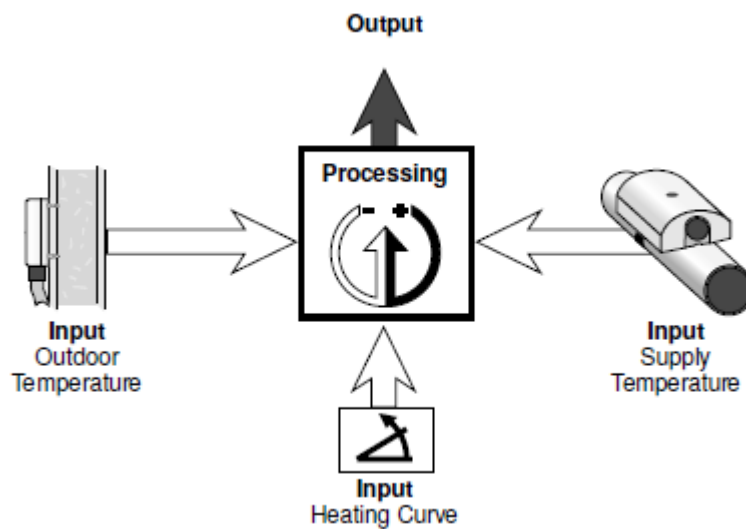 Output
Processing
- +
Input
Outdoor
Temperature
Input
Supply
Temperature
Input
Heating Curve